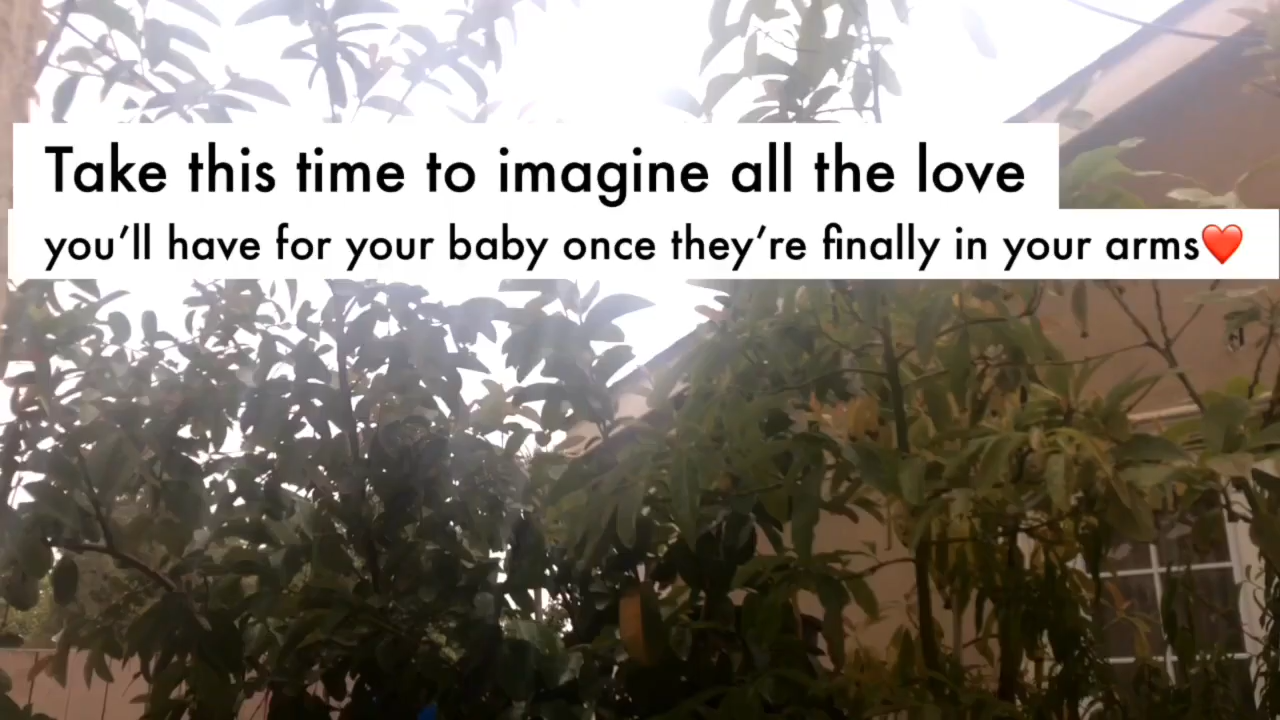 Take this time to imagine all the love
you’ll have for your baby once they’re finally in your arms❤️